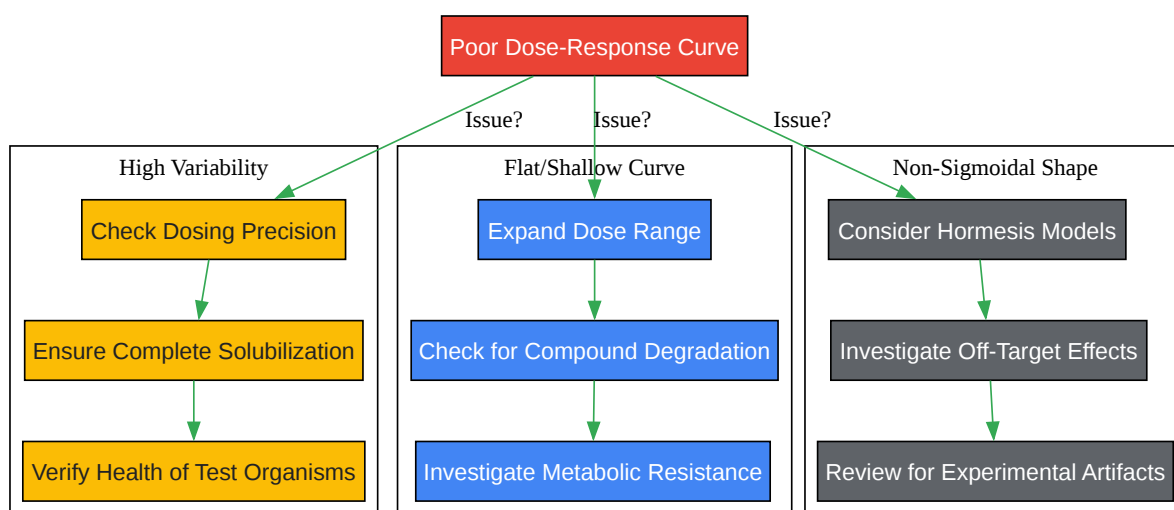 Poor Dose-Response Curve
Issue?
Issue?
Issue?
High Variability
Flat/Shallow Curve
Non-Sigmoidal Shape
Check Dosing Precision
Expand Dose Range
Consider Hormesis Models
Ensure Complete Solubilization
Check for Compound Degradation
Investigate Off-Target Effects
Verify Health of Test Organisms
Investigate Metabolic Resistance
Review for Experimental Artifacts